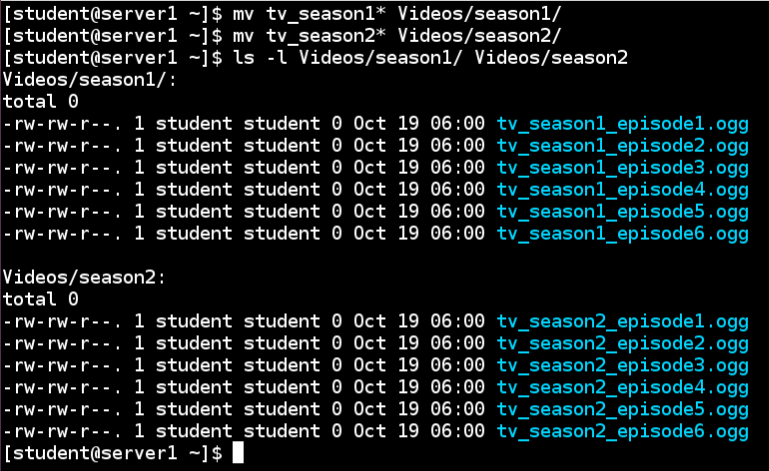 [student@server1 ~]$ mv tv_season1* Videos/season1/
[student@server1 ~]$ mv tv_season2* Videos/season2/
[student@server1 ~]$ ls -l Videos/season1/ Videos/season2
Videos/season1/:
total 0
-rw-rw-r--. 1 student student 0 Oct 19 06:00 tv_season1_episode1.ogg
-rw-rw-r--. 1 student student 0 Oct 19 06:00 tv_season1_episode2.ogg
-rw-rw-r--. 1 student student 0 Oct 19 06:00 tv_season1_episode3.ogg
-rw-rw-r--. 1 student student 0 Oct 19 06:00 tv_season1_episode4.ogg
-rw-rw-r--. 1 student student 0 Oct 19 06:00 tv_season1_episode5.ogg
-rw-rw-r--. 1 student student 0 Oct 19 06:00 tv_season1_episode6.ogg

Videos/season2:
total 0
-rw-rw-r--. 1 student student 0 Oct 19 06:00 tv_season2_episode1.ogg
-rw-rw-r--. 1 student student 0 Oct 19 06:00 tv_season2_episode2.ogg
-rw-rw-r--. 1 student student 0 Oct 19 06:00 tv_season2_episode3.ogg
-rw-rw-r--. 1 student student 0 Oct 19 06:00 tv_season2_episode4.ogg
-rw-rw-r--. 1 student student 0 Oct 19 06:00 tv_season2_episode5.ogg
-rw-rw-r--. 1 student student 0 Oct 19 06:00 tv_season2_episode6.ogg
[student@server1 ~]$